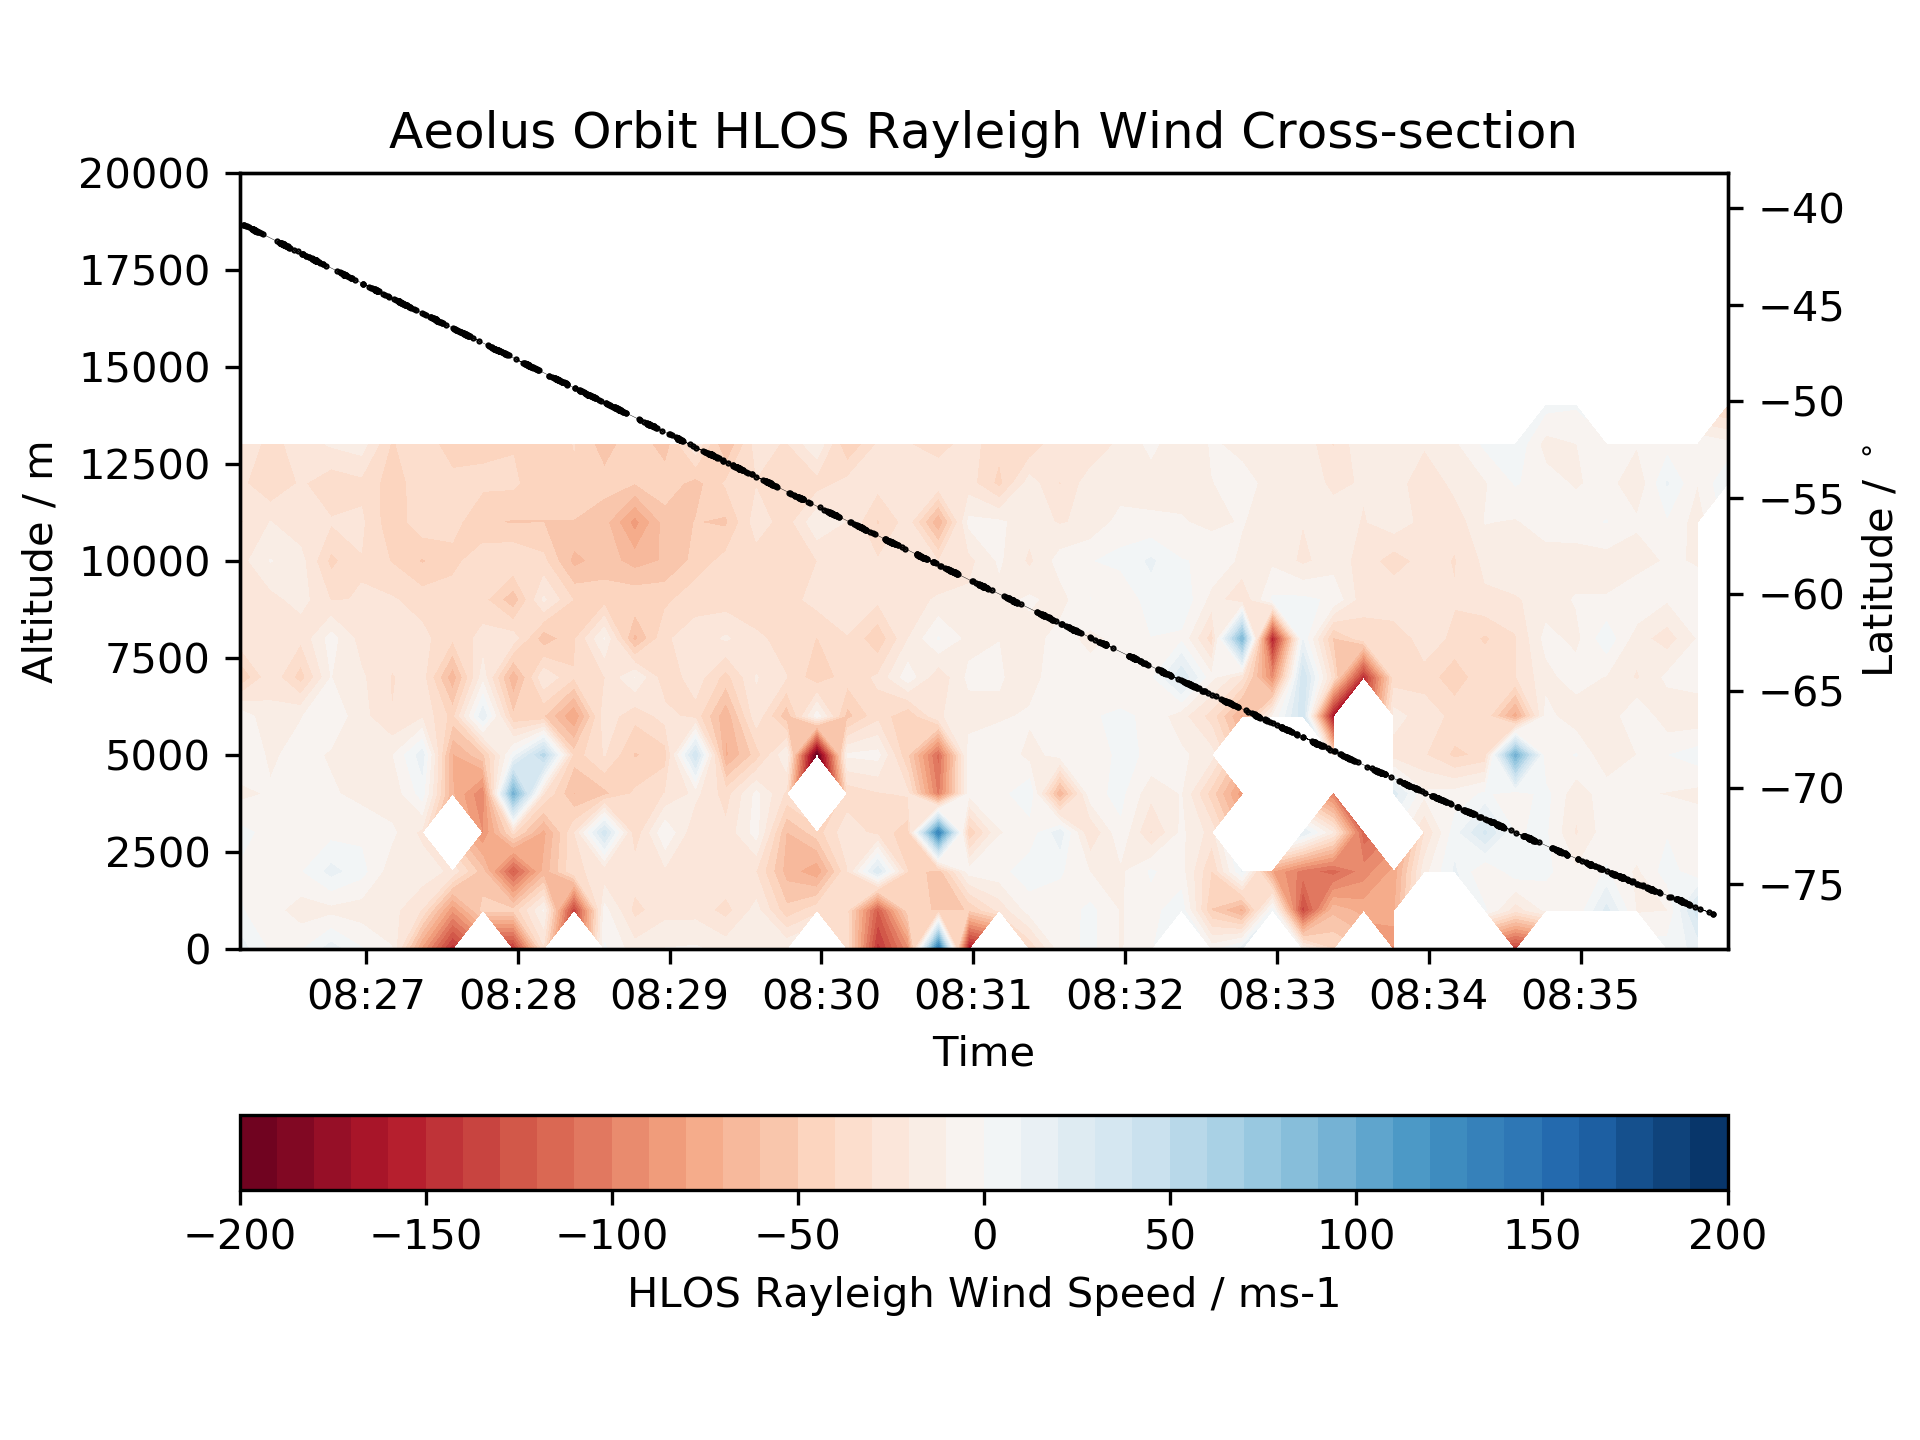 Aeolus Orbit HLOS Rayleigh Wind Cross-section
20000
17500
15000
12500
10000
7500
5000
2500
0
Altitude / m
−40
−45
−50
−55
−60
−65
−70
−75
Latitude / °
08:27 08:28 08:29 08:30 08:31 08:32 08:33 08:34 08:35
Time
−200 −150 −100 −50 0 50 100 150 200
HLOS Rayleigh Wind Speed / ms-1